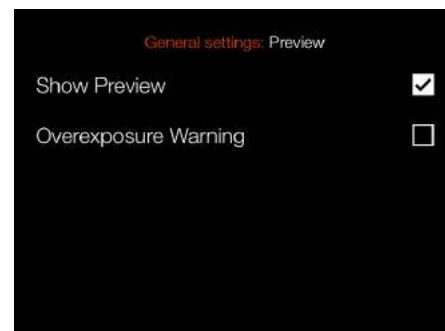 General settings: Preview
Show Preview
Overexposure Warning